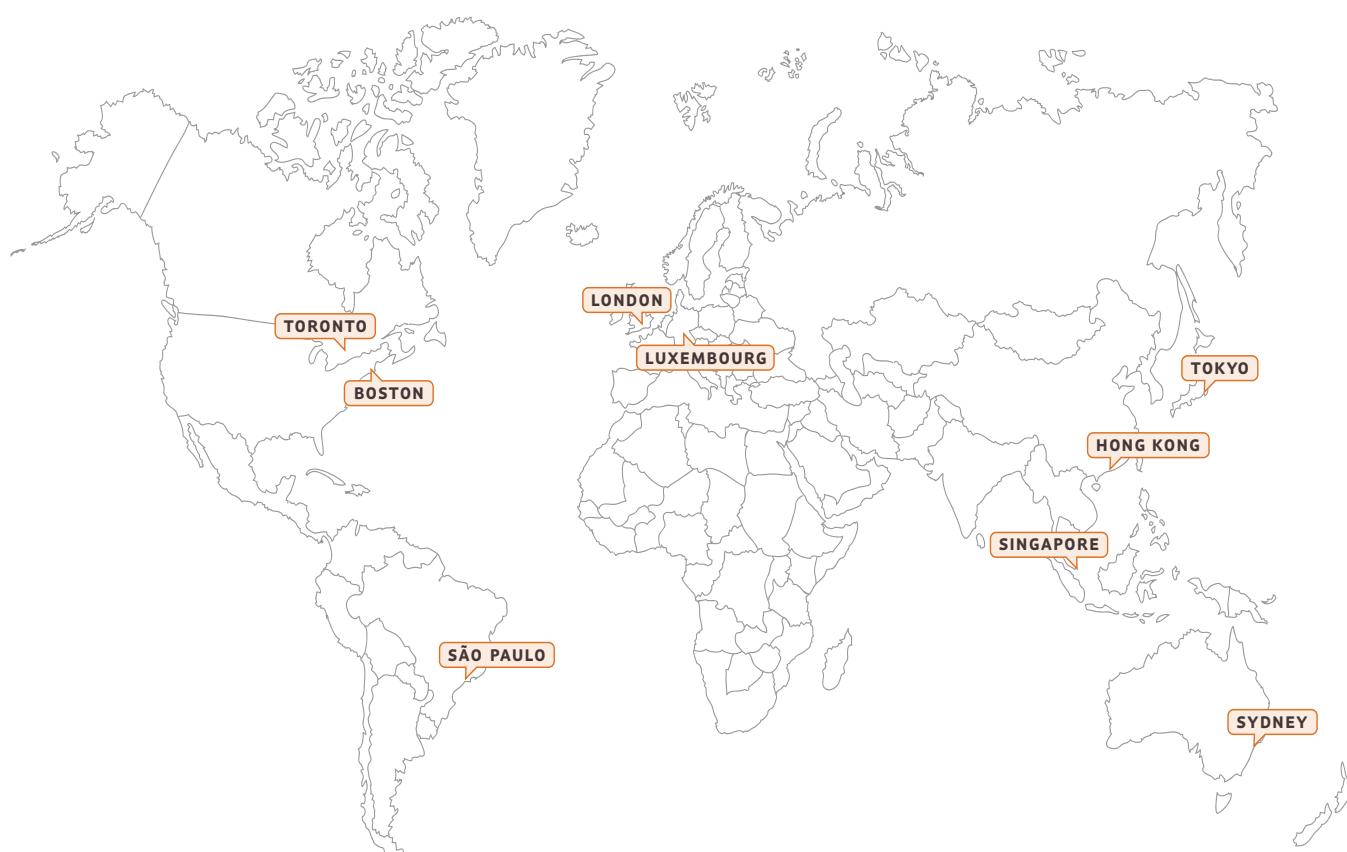 LONDON
TORONTO
LUXEMBOURG
BOSTON
TOKYO
HONG KONG
SINGAPORE
SÃO PAULO
SYDNEY